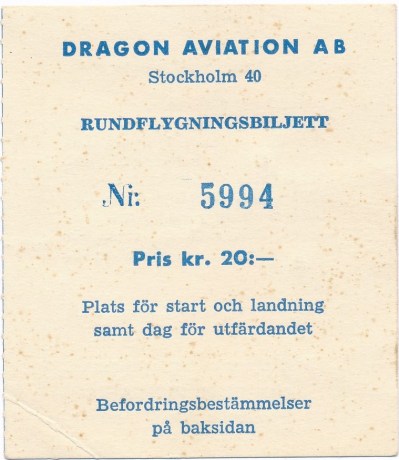 DRAGON AVIATION AB
Stockholm 40
RUNDFLYGNINGSBILJETT
Nr: 5994
Pris kr. 20:—
Plats för start och landning
samt dag för utfärdandet
Befordringsbestämmelser
på baksidan